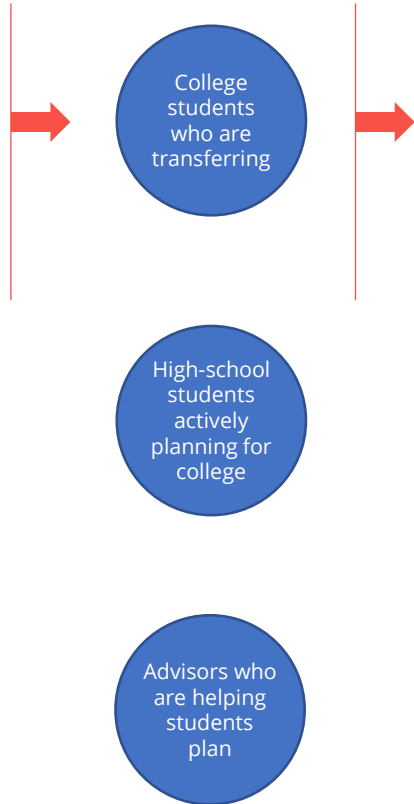 College
students
who are
transferring
High-school
students
actively
planning for
college
Advisors who
are helping
students
plan